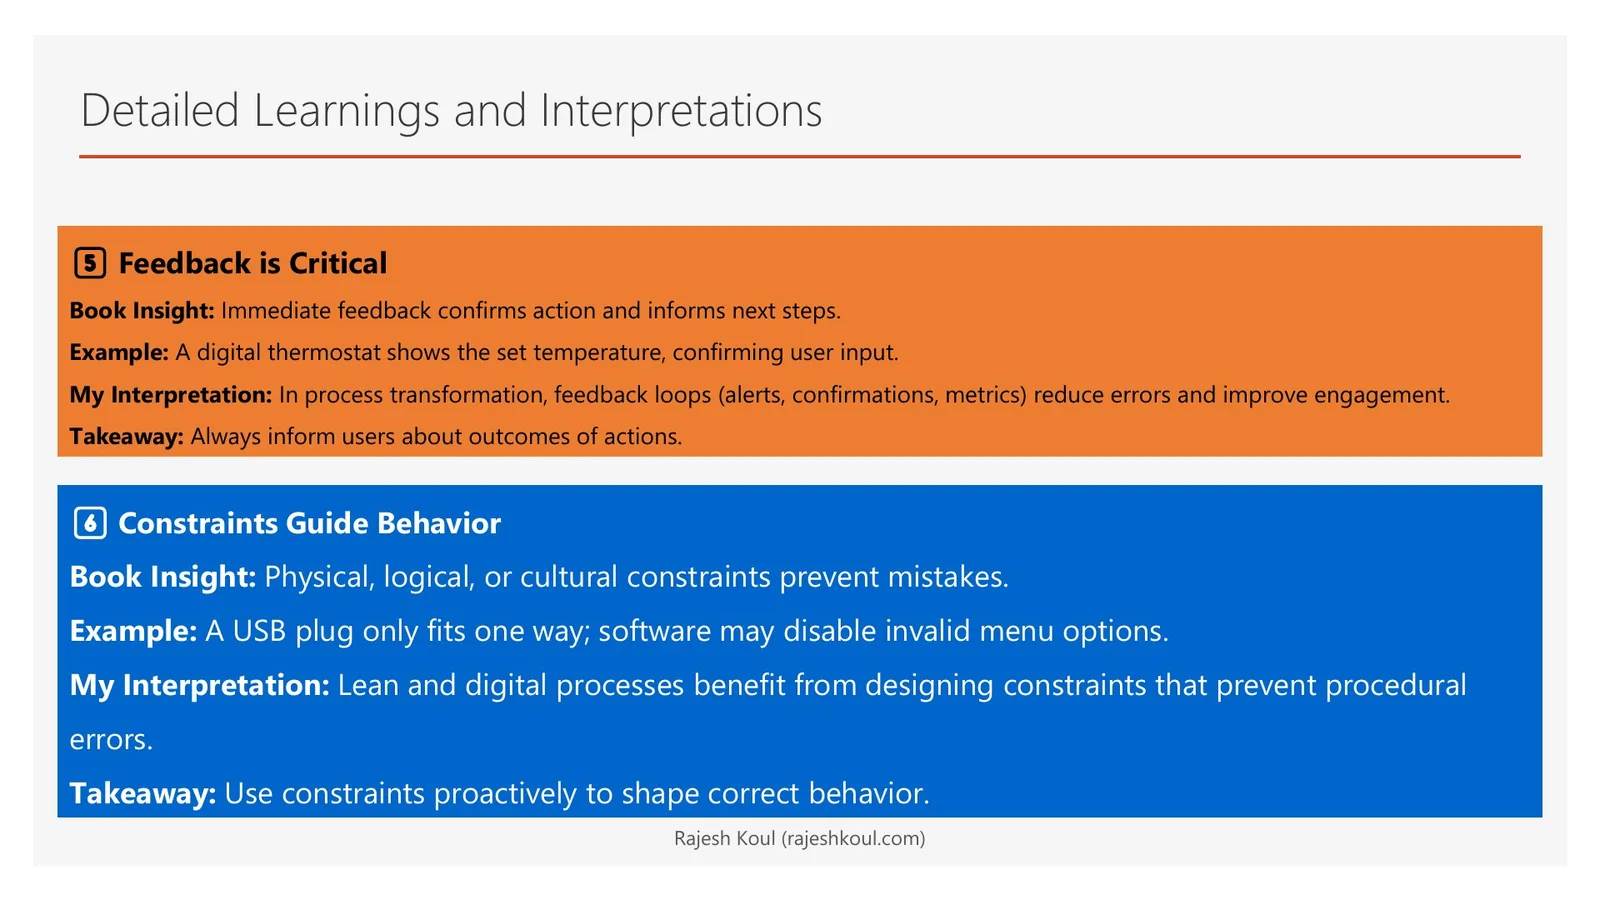 Detailed Learnings and Interpretations
5 Feedback is Critical
Book Insight: Immediate feedback confirms action and informs next steps.
Example: A digital thermostat shows the set temperature, confirming user input.
My Interpretation: In process transformation, feedback loops (alerts, confirmations, metrics) reduce errors and improve engagement.
Takeaway: Always inform users about outcomes of actions.
6 Constraints Guide Behavior
Book Insight: Physical, logical, or cultural constraints prevent mistakes.
Example: A USB plug only fits one way; software may disable invalid menu options.
My Interpretation: Lean and digital processes benefit from designing constraints that prevent procedural
errors.
Takeaway: Use constraints proactively to shape correct behavior.
Rajesh Koul (rajeshkoul.com)